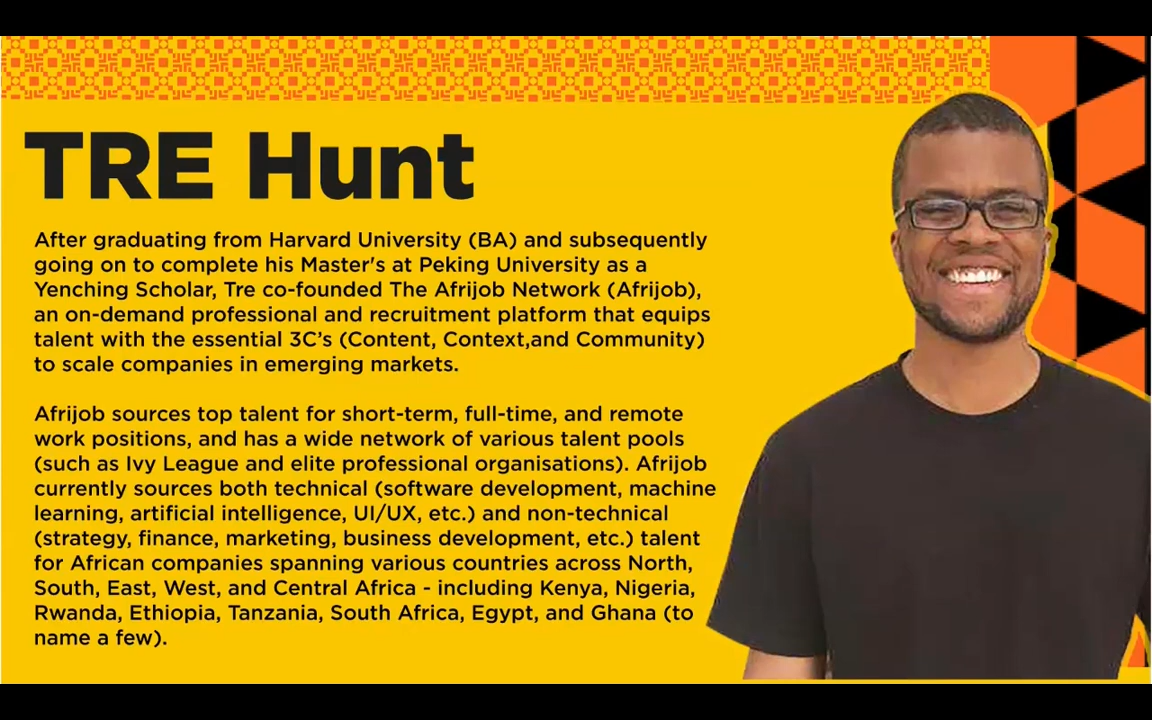 TRE Hunt
After graduating from Harvard University (BA) and subsequently
going on to complete his Master's at Peking University as a
Yenching Scholar, Tre co-founded The Afrijob Network (Afrijob),
an on-demand professional and recruitment platform that equips
talent with the essential 3C’s (Content, Context,and Community)
to scale companies in emerging markets.
Afrijob sources top talent for short-term, full-time, and remote
work positions, and has a wide network of various talent pools
(such as Ivy League and elite professional organisations). Afrijob
currently sources both technical (software development, machine
learning, artificial intelligence, UI/UX, etc.) and non-technical
(strategy, finance, marketing, business development, etc.) talent
for African companies spanning various countries across North,
South, East, West, and Central Africa - including Kenya, Nigeria,
Rwanda, Ethiopia, Tanzania, South Africa, Egypt, and Ghana (to
name a few).